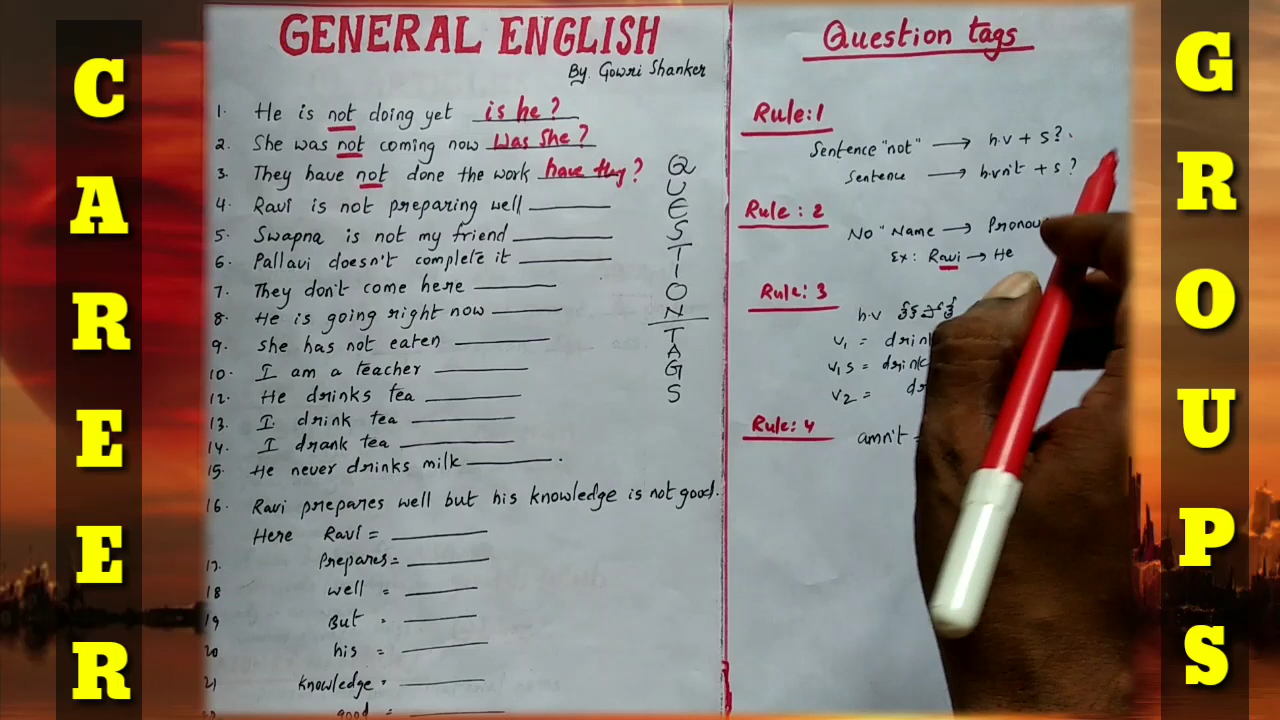 CAREER
GENERAL ENGLISH
By. Gowri Shanker
1. He is not doing yet is he?
2. She was not coming now Was She?
3. They have not done the work have they?
4. Ravi is not preparing well
5. Swapna is not my friend
6. Pallavi doesn't complete it
7. They don't come here
8. He is going right now
9. She has not eaten
10. I am a teacher
12. He drinks tea
13. I drink tea
14. I drank tea
15. He never drinks milk .
16. Ravi prepares well but his knowledge is not good.
Here Ravi =
17. Prepares=
18 well =
19 But
20 his =
21 knowledge
good
QUESTION TAGS
Question tags
Rule:1
Sentence "not" → h.v + s?
Sentence → h.vn't + s?
Rule: 2
No " Name → 
Ex: Ravi → He
Rule: 3
h.v
V1 =
V1 s =
V2 =
Rule: 4
amn't =
GROUPS